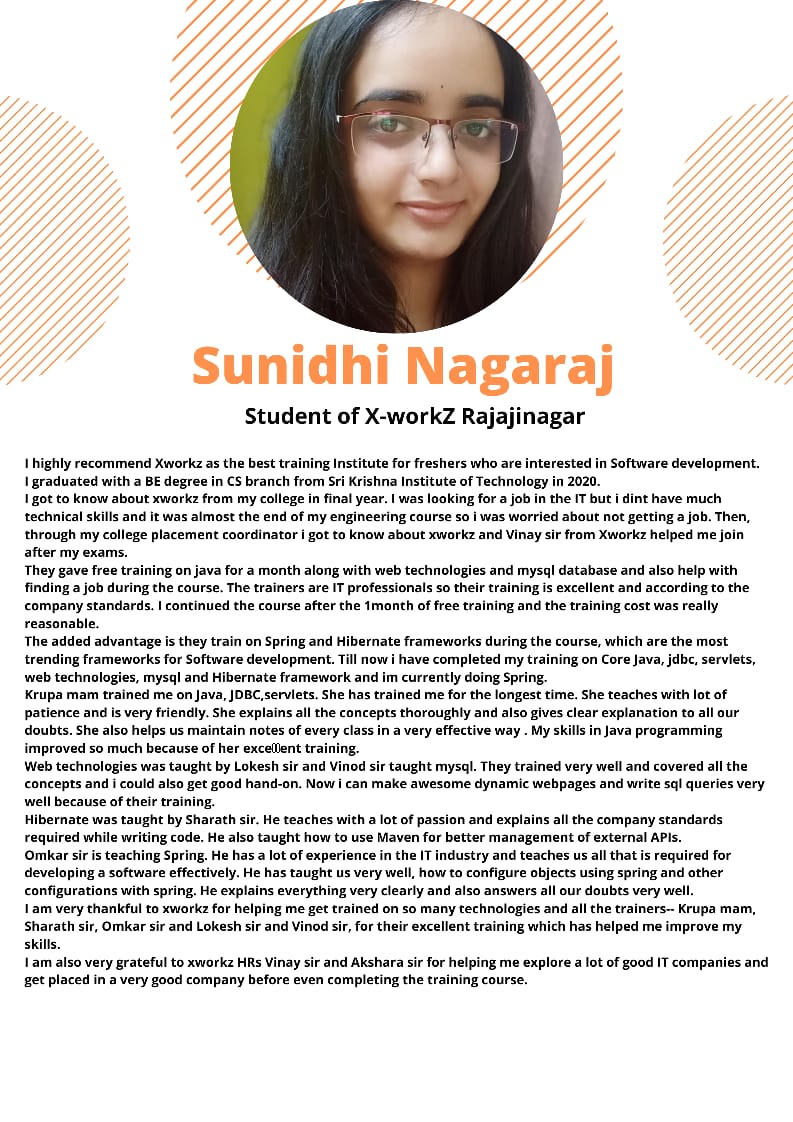 Sunidhi Nagaraj
Student of X-workZ Rajajinagar
I highly recommend Xworkz as the best training Institute for freshers who are interested in Software development.
I graduated with a BE degree in CS branch from Sri Krishna Institute of Technology in 2020.
I got to know about xworkz from my college in final year. I was looking for a job in the IT but i dint have much
technical skills and it was almost the end of my engineering course so i was worried about not getting a job. Then,
through my college placement coordinator i got to know about xworkz and Vinay sir from Xworkz helped me join
after my exams.
They gave free training on java for a month along with web technologies and mysql database and also help with
finding a job during the course. The trainers are IT professionals so their training is excellent and according to the
company standards. I continued the course after the 1month of free training and the training cost was really
reasonable.
The added advantage is they train on Spring and Hibernate frameworks during the course, which are the most
trending frameworks for Software development. Till now i have completed my training on Core Java, jdbc, servlets,
web technologies, mysql and Hibernate framework and im currently doing Spring.
Krupa mam trained me on Java, JDBC,servlets. She has trained me for the longest time. She teaches with lot of
patience and is very friendly. She explains all the concepts thoroughly and also gives clear explanation to all our
doubts. She also helps us maintain notes of every class in a very effective way . My skills in Java programming
improved so much because of her training.
Web technologies was taught by Lokesh sir and Vinod sir taught mysql. They trained very well and covered all the
concepts and i could also get good hand-on. Now i can make awesome dynamic webpages and write sql queries very
well because of their training.
Hibernate was taught by Sharath sir. He teaches with a lot of passion and explains all the company standards
required while writing code. He also taught how to use Maven for better management of external APIs.
Omkar sir is teaching Spring. He has a lot of experience in the IT industry and teaches us all that is required for
developing a software effectively. He has taught us very well, how to configure objects using spring and other
configurations with spring. He explains everything very clearly and also answers all our doubts very well.
I am very thankful to xworkz for helping me get trained on so many technologies and all the trainers-- Krupa mam,
Sharath sir, Omkar sir and Lokesh sir and Vinod sir, for their excellent training which has helped me improve my
skills.
I am also very grateful to xworkz HRs Vinay sir and Akshara sir for helping me explore a lot of good IT companies and
get placed in a very good company before even completing the training course.